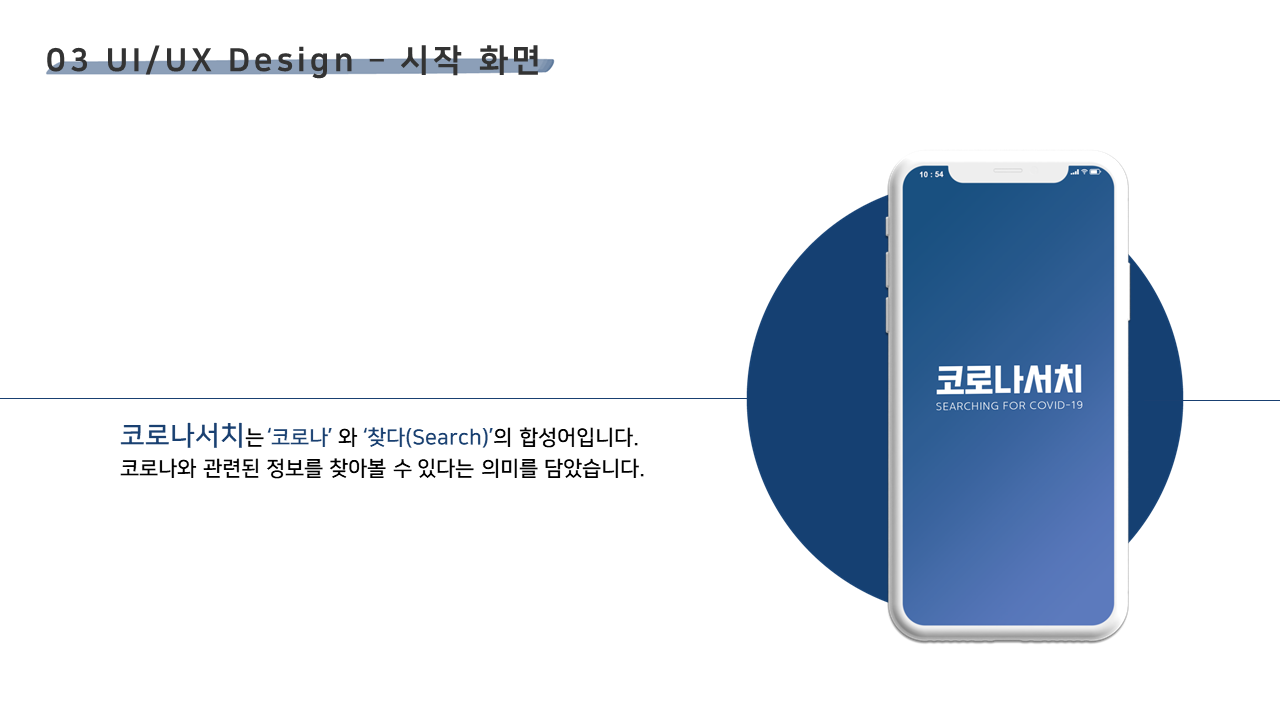 03 UI/UX Design – 시작 화면
10 : 54
코로나서치
SEARCHING FOR COVID-19
코로나서치는 ‘코로나’ 와 ‘찾다(Search)’의 합성어입니다.
코로나와 관련된 정보를 찾아볼 수 있다는 의미를 담았습니다.